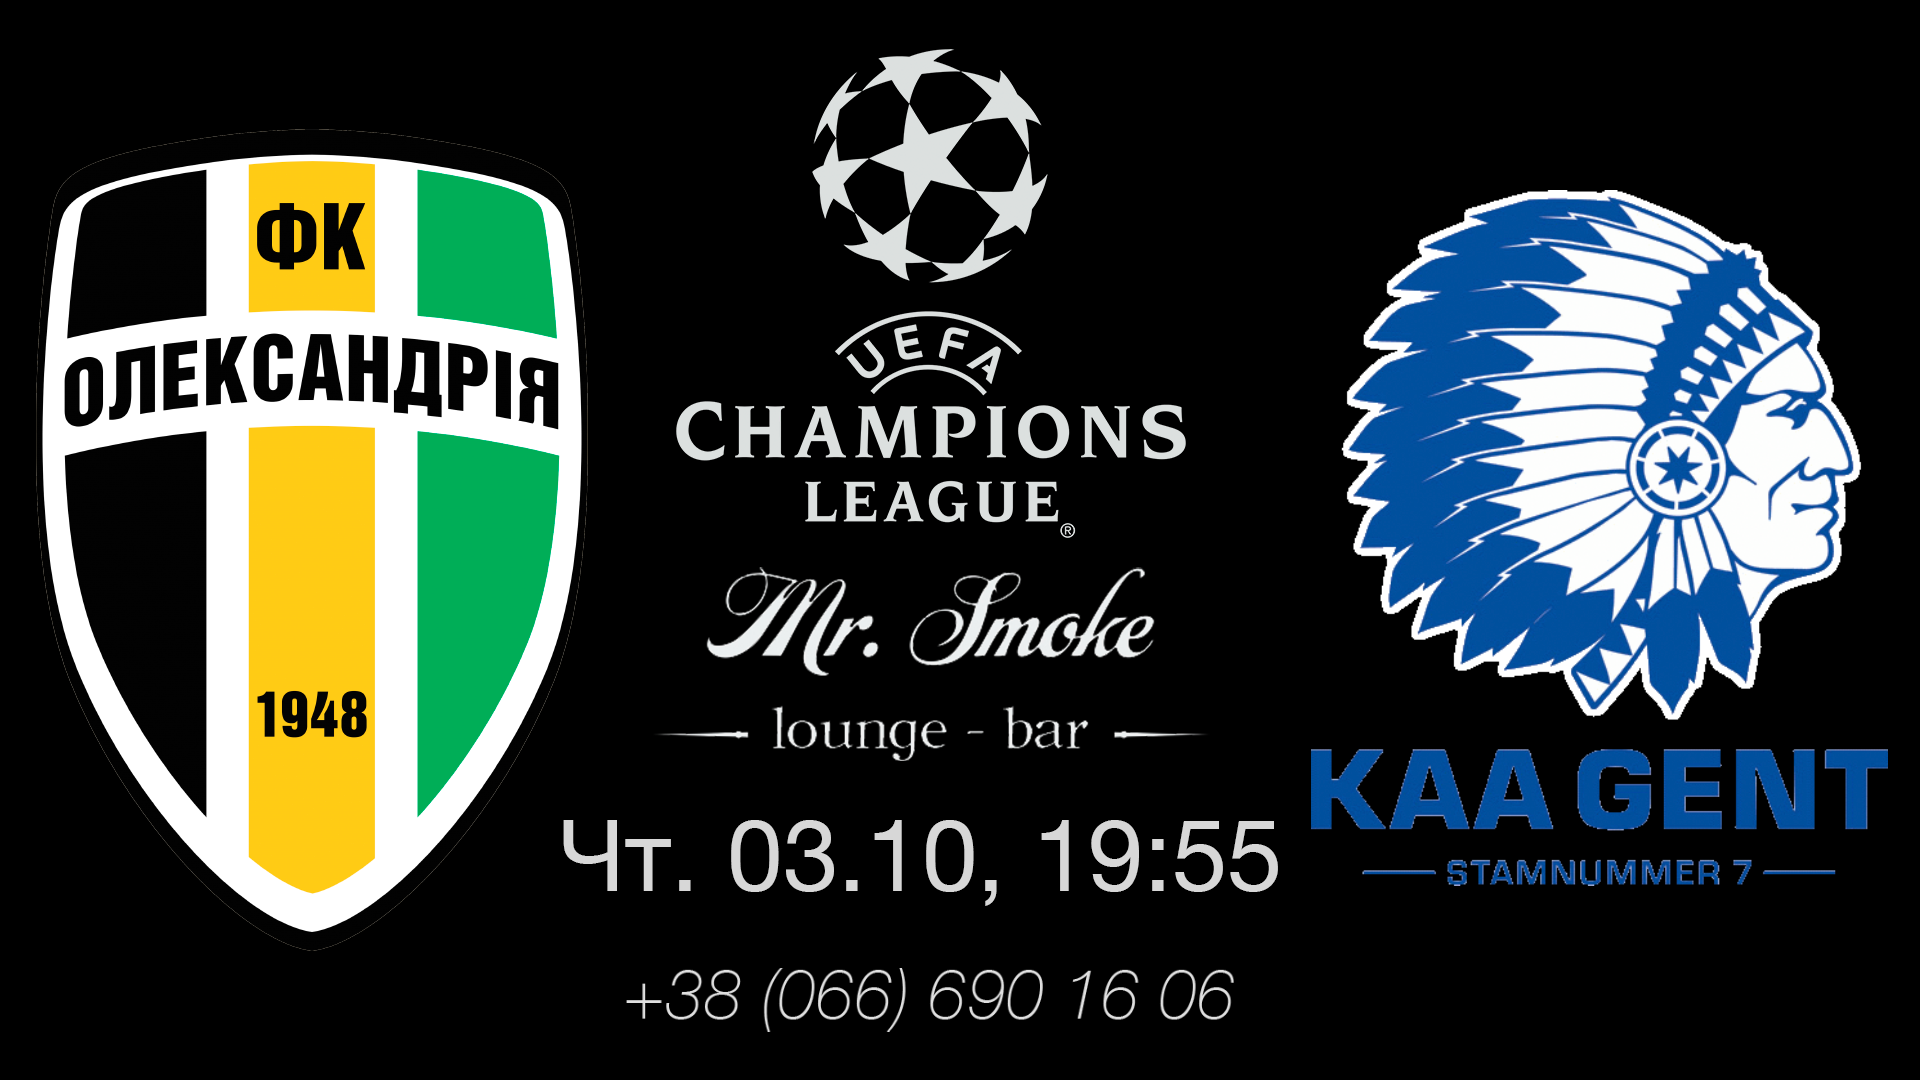 ФК
ОЛЕКСАНДРІЯ
1948
UEFA
CHAMPIONS
LEAGUE®
Mr. Smoke
lounge - bar
Чт. 03.10, 19:55
+38 (066) 690 16 06
KAA GENT
STAMNUMMER 7